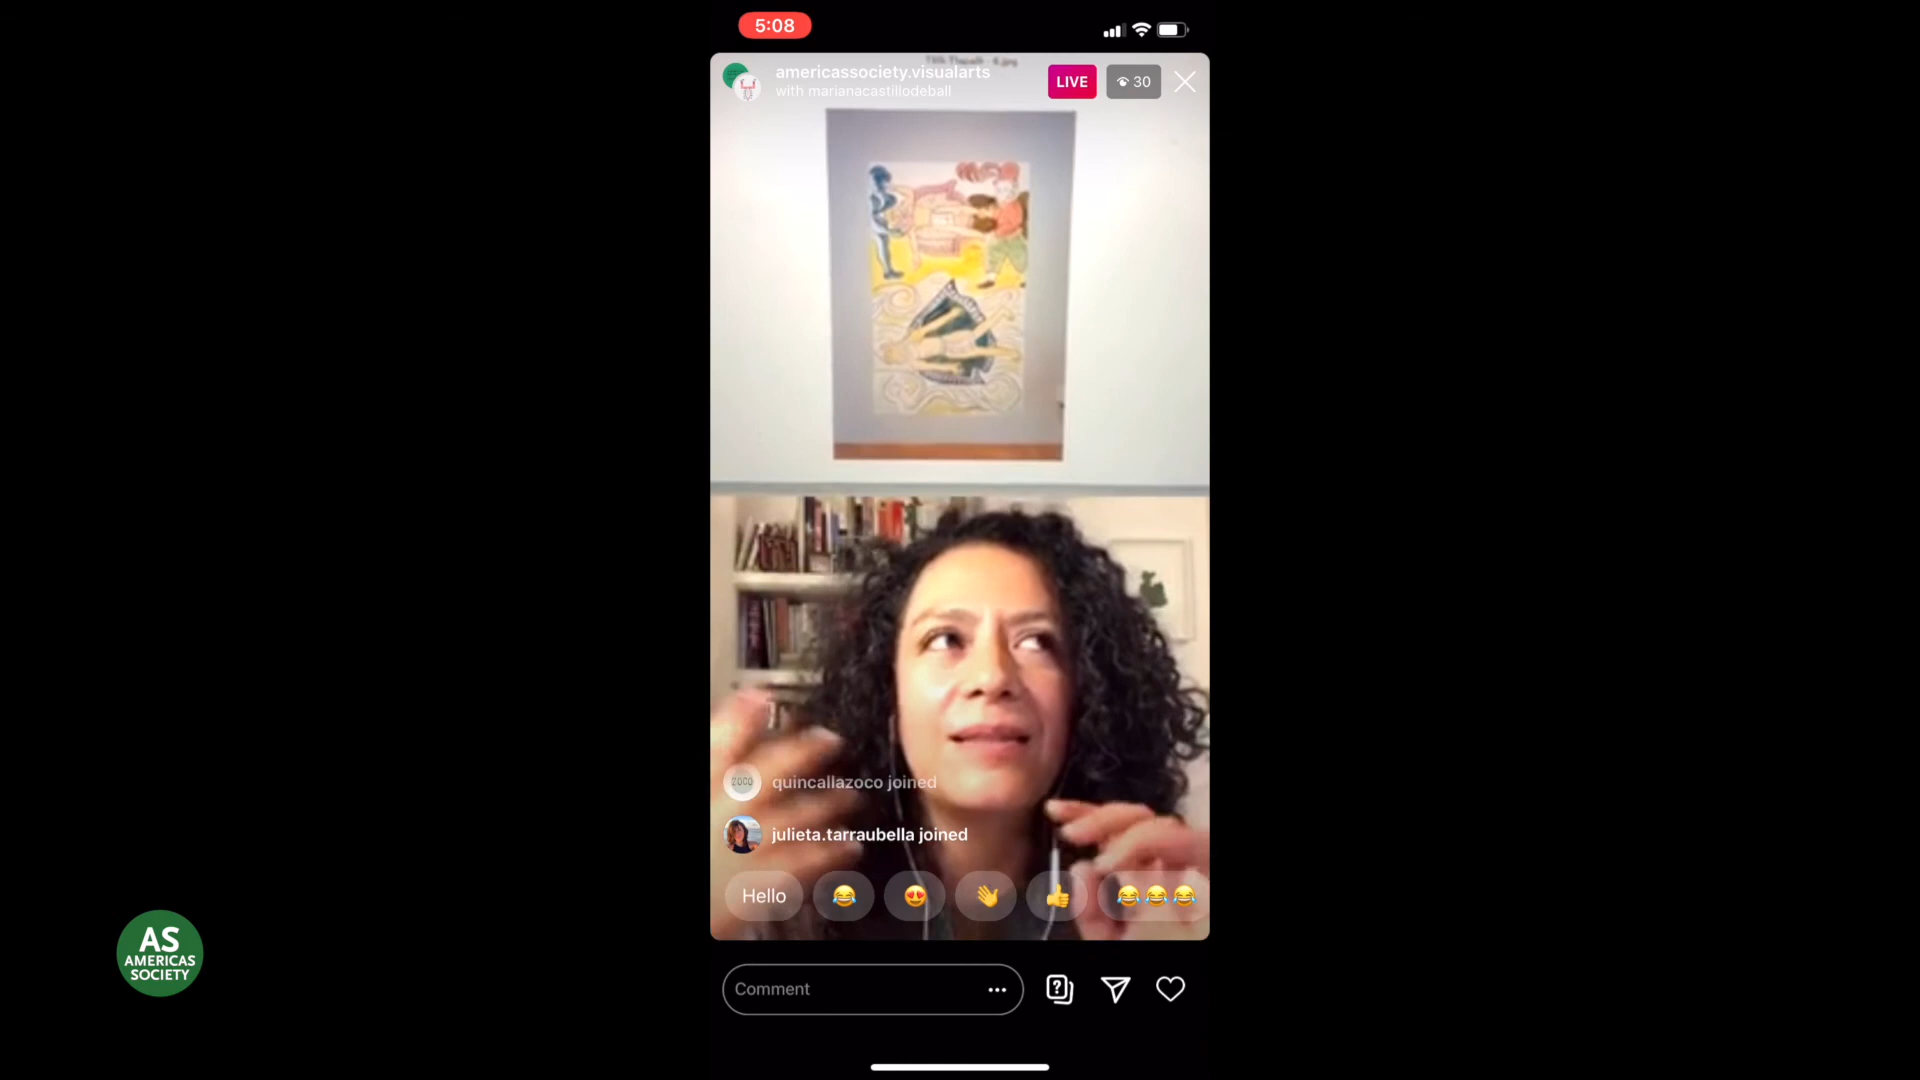 5:08
americassociety.visualarts
with marianacastillodeball
LIVE
30
quincallazoco joined
julieta.tarraubella joined
Hello
Comment
AS
AMERICAS
SOCIETY